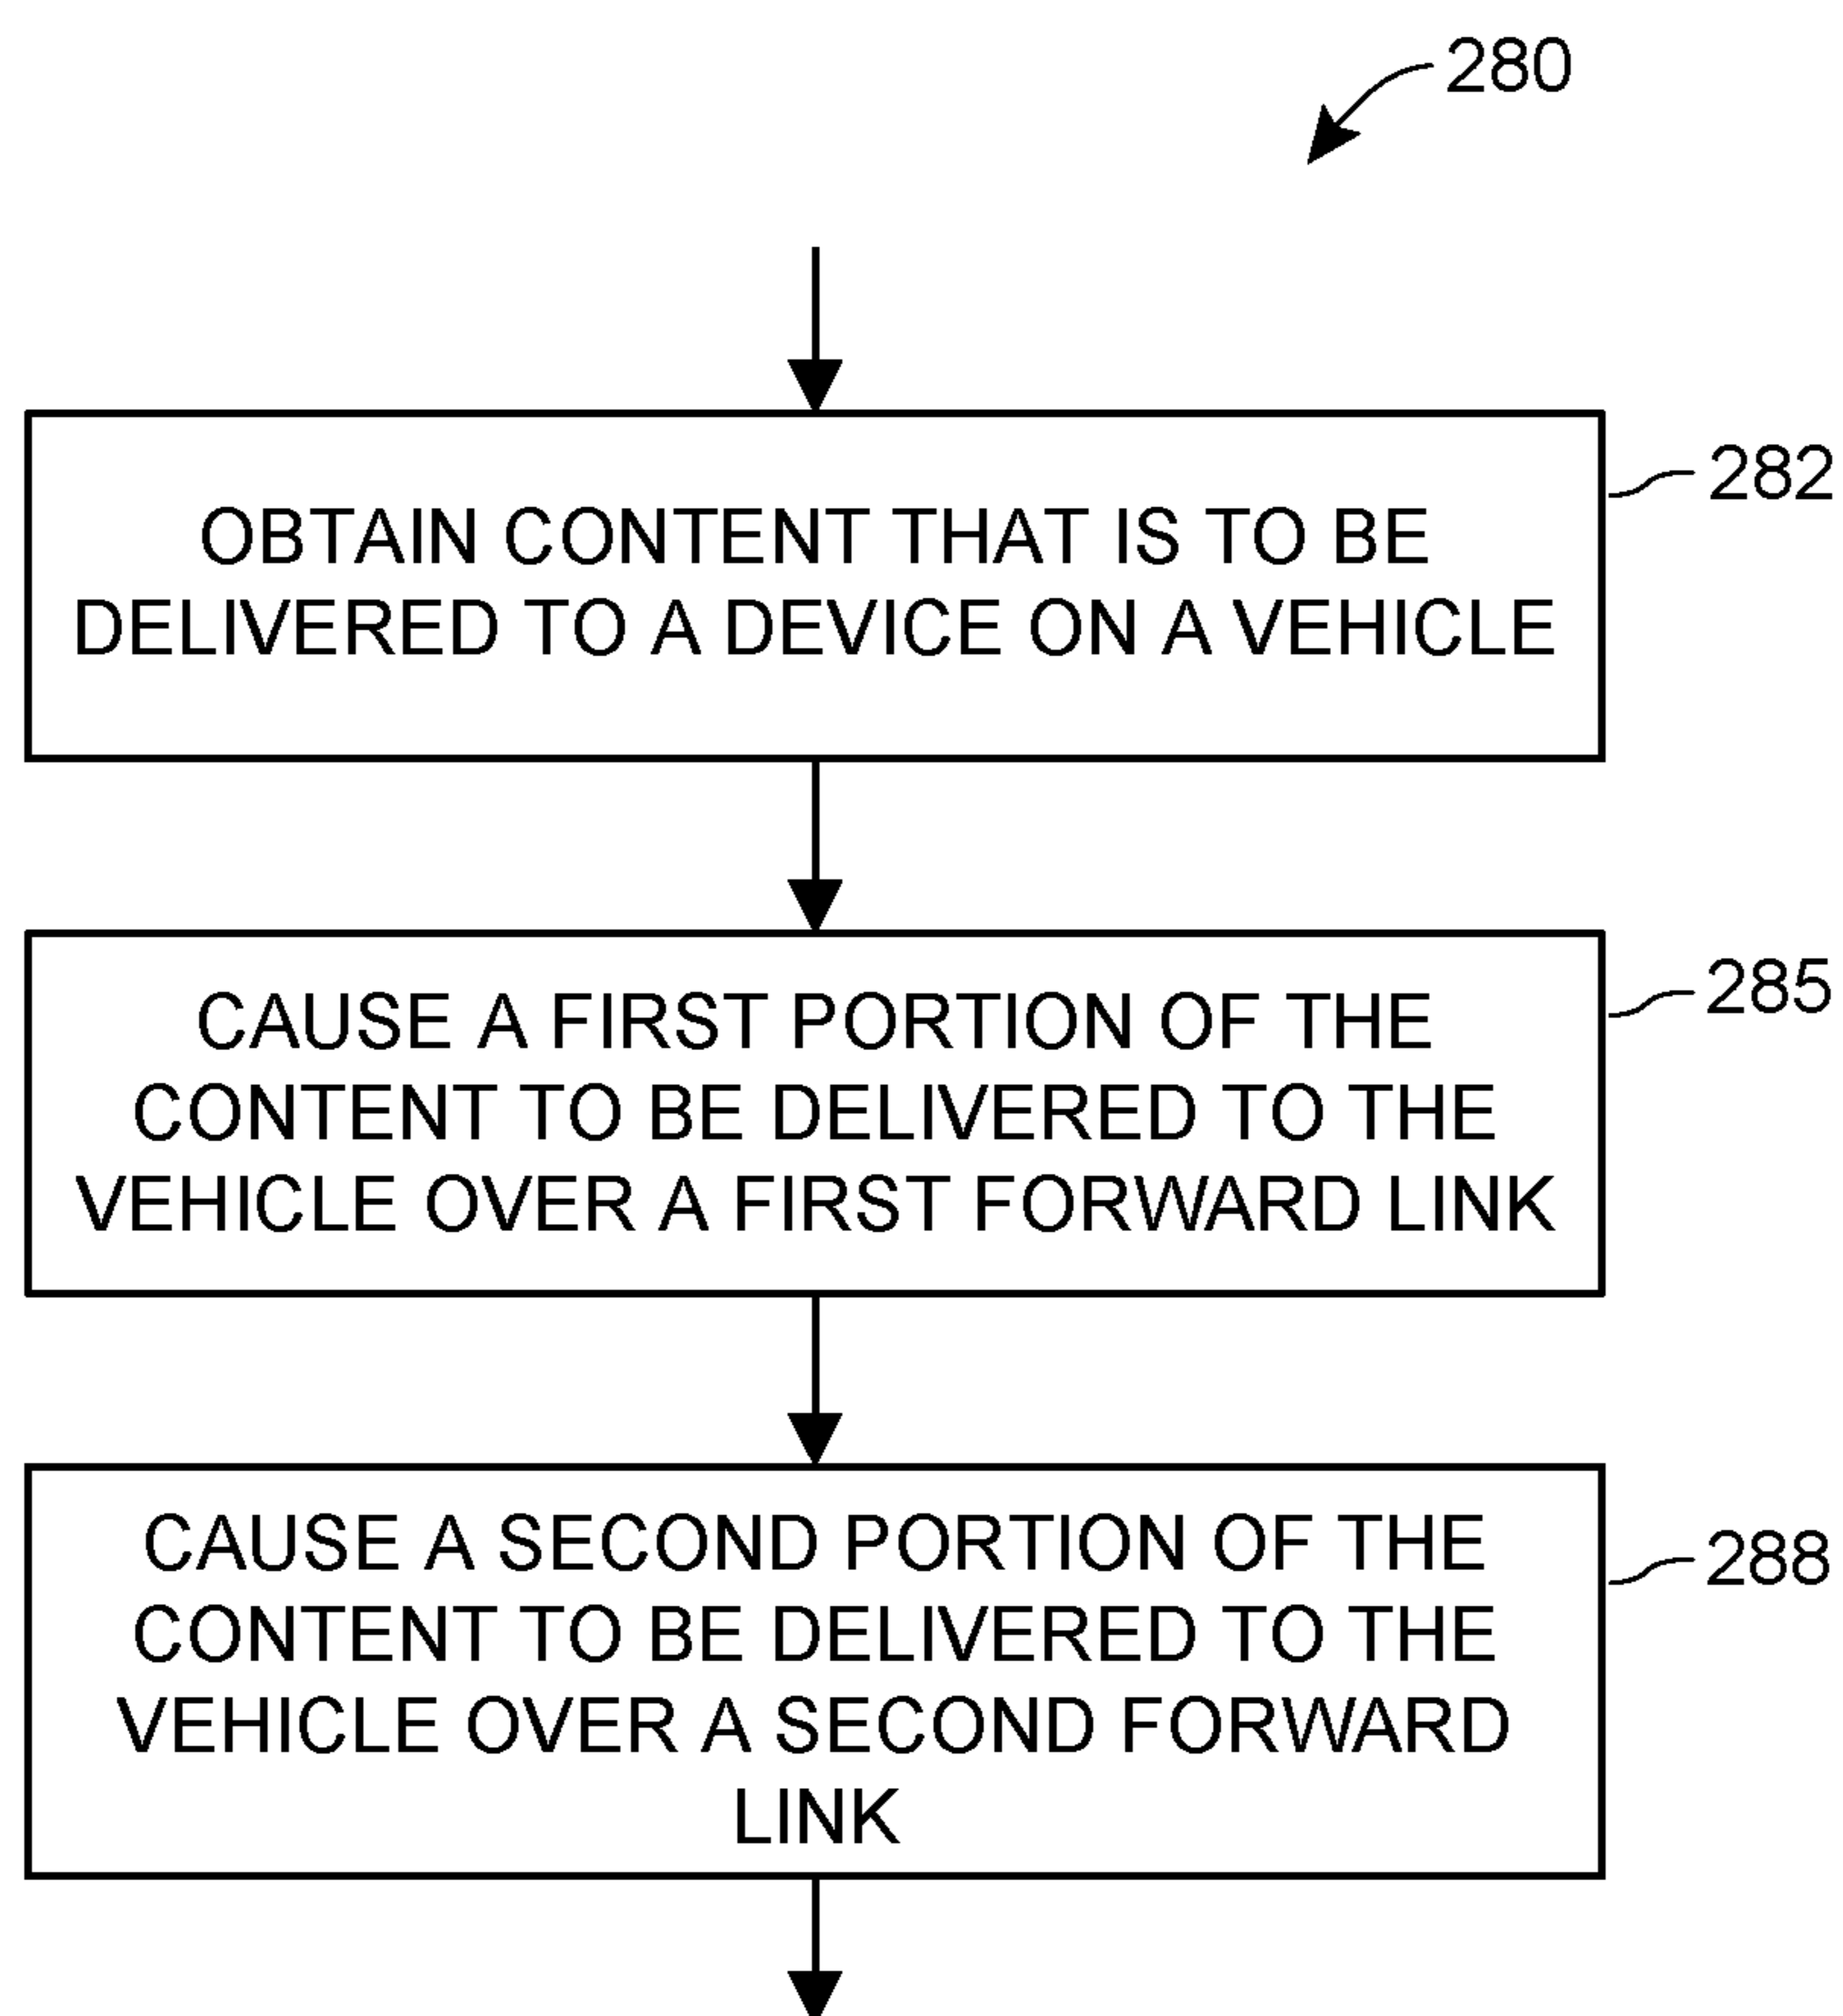 280
OBTAIN CONTENT THAT IS TO BE
DELIVERED TO A DEVICE ON A VEHICLE
282
CAUSE A FIRST PORTION OF THE
CONTENT TO BE DELIVERED TO THE
VEHICLE OVER A FIRST FORWARD LINK
285
CAUSE A SECOND PORTION OF THE
CONTENT TO BE DELIVERED TO THE
VEHICLE OVER A SECOND FORWARD
LINK
288